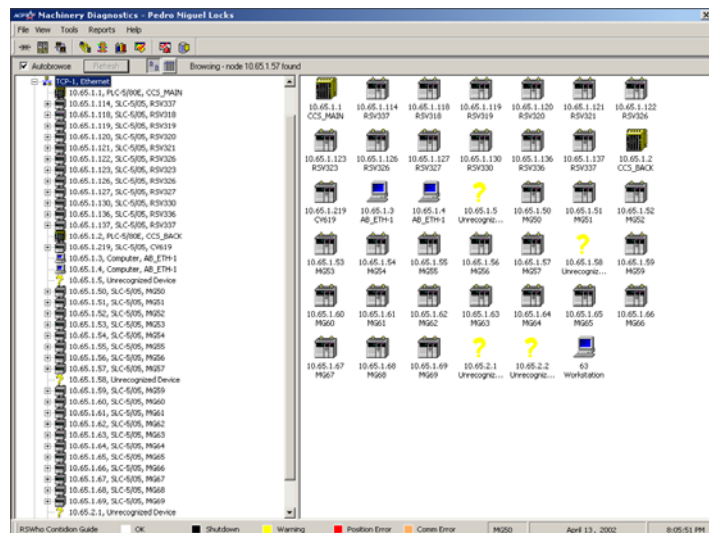 ACP Machinery Diagnostics - Pedro Miguel Locks
File View Tools Reports Help
Autobrowse Refresh Browsing - node 10.65.1.57 found
TCP-1, Ethernet
10.65.1.1, PLC-5/80E, CCS_MAIN
10.65.1.114, SLC-5/05, RSV337
10.65.1.118, SLC-5/05, RSV318
10.65.1.119, SLC-5/05, RSV319
10.65.1.120, SLC-5/05, RSV320
10.65.1.121, SLC-5/05, RSV321
10.65.1.122, SLC-5/05, RSV326
10.65.1.123, SLC-5/05, RSV323
10.65.1.126, SLC-5/05, RSV326
10.65.1.127, SLC-5/05, RSV327
10.65.1.130, SLC-5/05, RSV330
10.65.1.136, SLC-5/05, RSV336
10.65.1.137, SLC-5/05, RSV337
10.65.1.2, PLC-5/80E, CCS_BACK
10.65.1.219, SLC-5/05, CV619
10.65.1.3, Computer, AB_ETH-1
10.65.1.4, Computer, AB_ETH-1
10.65.1.5, Unrecognized Device
10.65.1.50, SLC-5/05, MG50
10.65.1.51, SLC-5/05, MG51
10.65.1.52, SLC-5/05, MG52
10.65.1.53, SLC-5/05, MG53
10.65.1.54, SLC-5/05, MG54
10.65.1.55, SLC-5/05, MG55
10.65.1.56, SLC-5/05, MG56
10.65.1.57, SLC-5/05, MG57
10.65.1.58, Unrecognized Device
10.65.1.59, SLC-5/05, MG59
10.65.1.60, SLC-5/05, MG60
10.65.1.61, SLC-5/05, MG61
10.65.1.62, SLC-5/05, MG62
10.65.1.63, SLC-5/05, MG63
10.65.1.64, SLC-5/05, MG64
10.65.1.65, SLC-5/05, MG65
10.65.1.66, SLC-5/05, MG66
10.65.1.67, SLC-5/05, MG67
10.65.1.68, SLC-5/05, MG68
10.65.1.69, SLC-5/05, MG69
10.65.2.1, Unrecognized Device
10.65.1.1 10.65.1.114 10.65.1.118 10.65.1.119 10.65.1.120 10.65.1.121 10.65.1.122
CCS_MAIN RSV337 RSV318 RSV319 RSV320 RSV321 RSV326
10.65.1.123 10.65.1.126 10.65.1.127 10.65.1.130 10.65.1.136 10.65.1.137 10.65.1.2
RSV323 RSV326 RSV327 RSV330 RSV336 RSV337 CCS_BACK
10.65.1.219 10.65.1.3 10.65.1.4 10.65.1.5 10.65.1.50 10.65.1.51 10.65.1.52
CV619 AB_ETH-1 AB_ETH-1 Unrecogniz... MG50 MG51 MG52
10.65.1.53 10.65.1.54 10.65.1.55 10.65.1.56 10.65.1.57 10.65.1.58 10.65.1.59
MG53 MG54 MG55 MG56 MG57 Unrecogniz... MG59
10.65.1.60 10.65.1.61 10.65.1.62 10.65.1.63 10.65.1.64 10.65.1.65 10.65.1.66
MG60 MG61 MG62 MG63 MG64 MG65 MG66
10.65.1.67 10.65.1.68 10.65.1.69 10.65.2.1 10.65.2.2 63
MG67 MG68 MG69 Unrecogniz... Unrecogniz... Workstation
RSWho Contidion Guide OK Shutdown Warning Position Error Comm Error MG50 April 13, 2002 8:05:51 PM